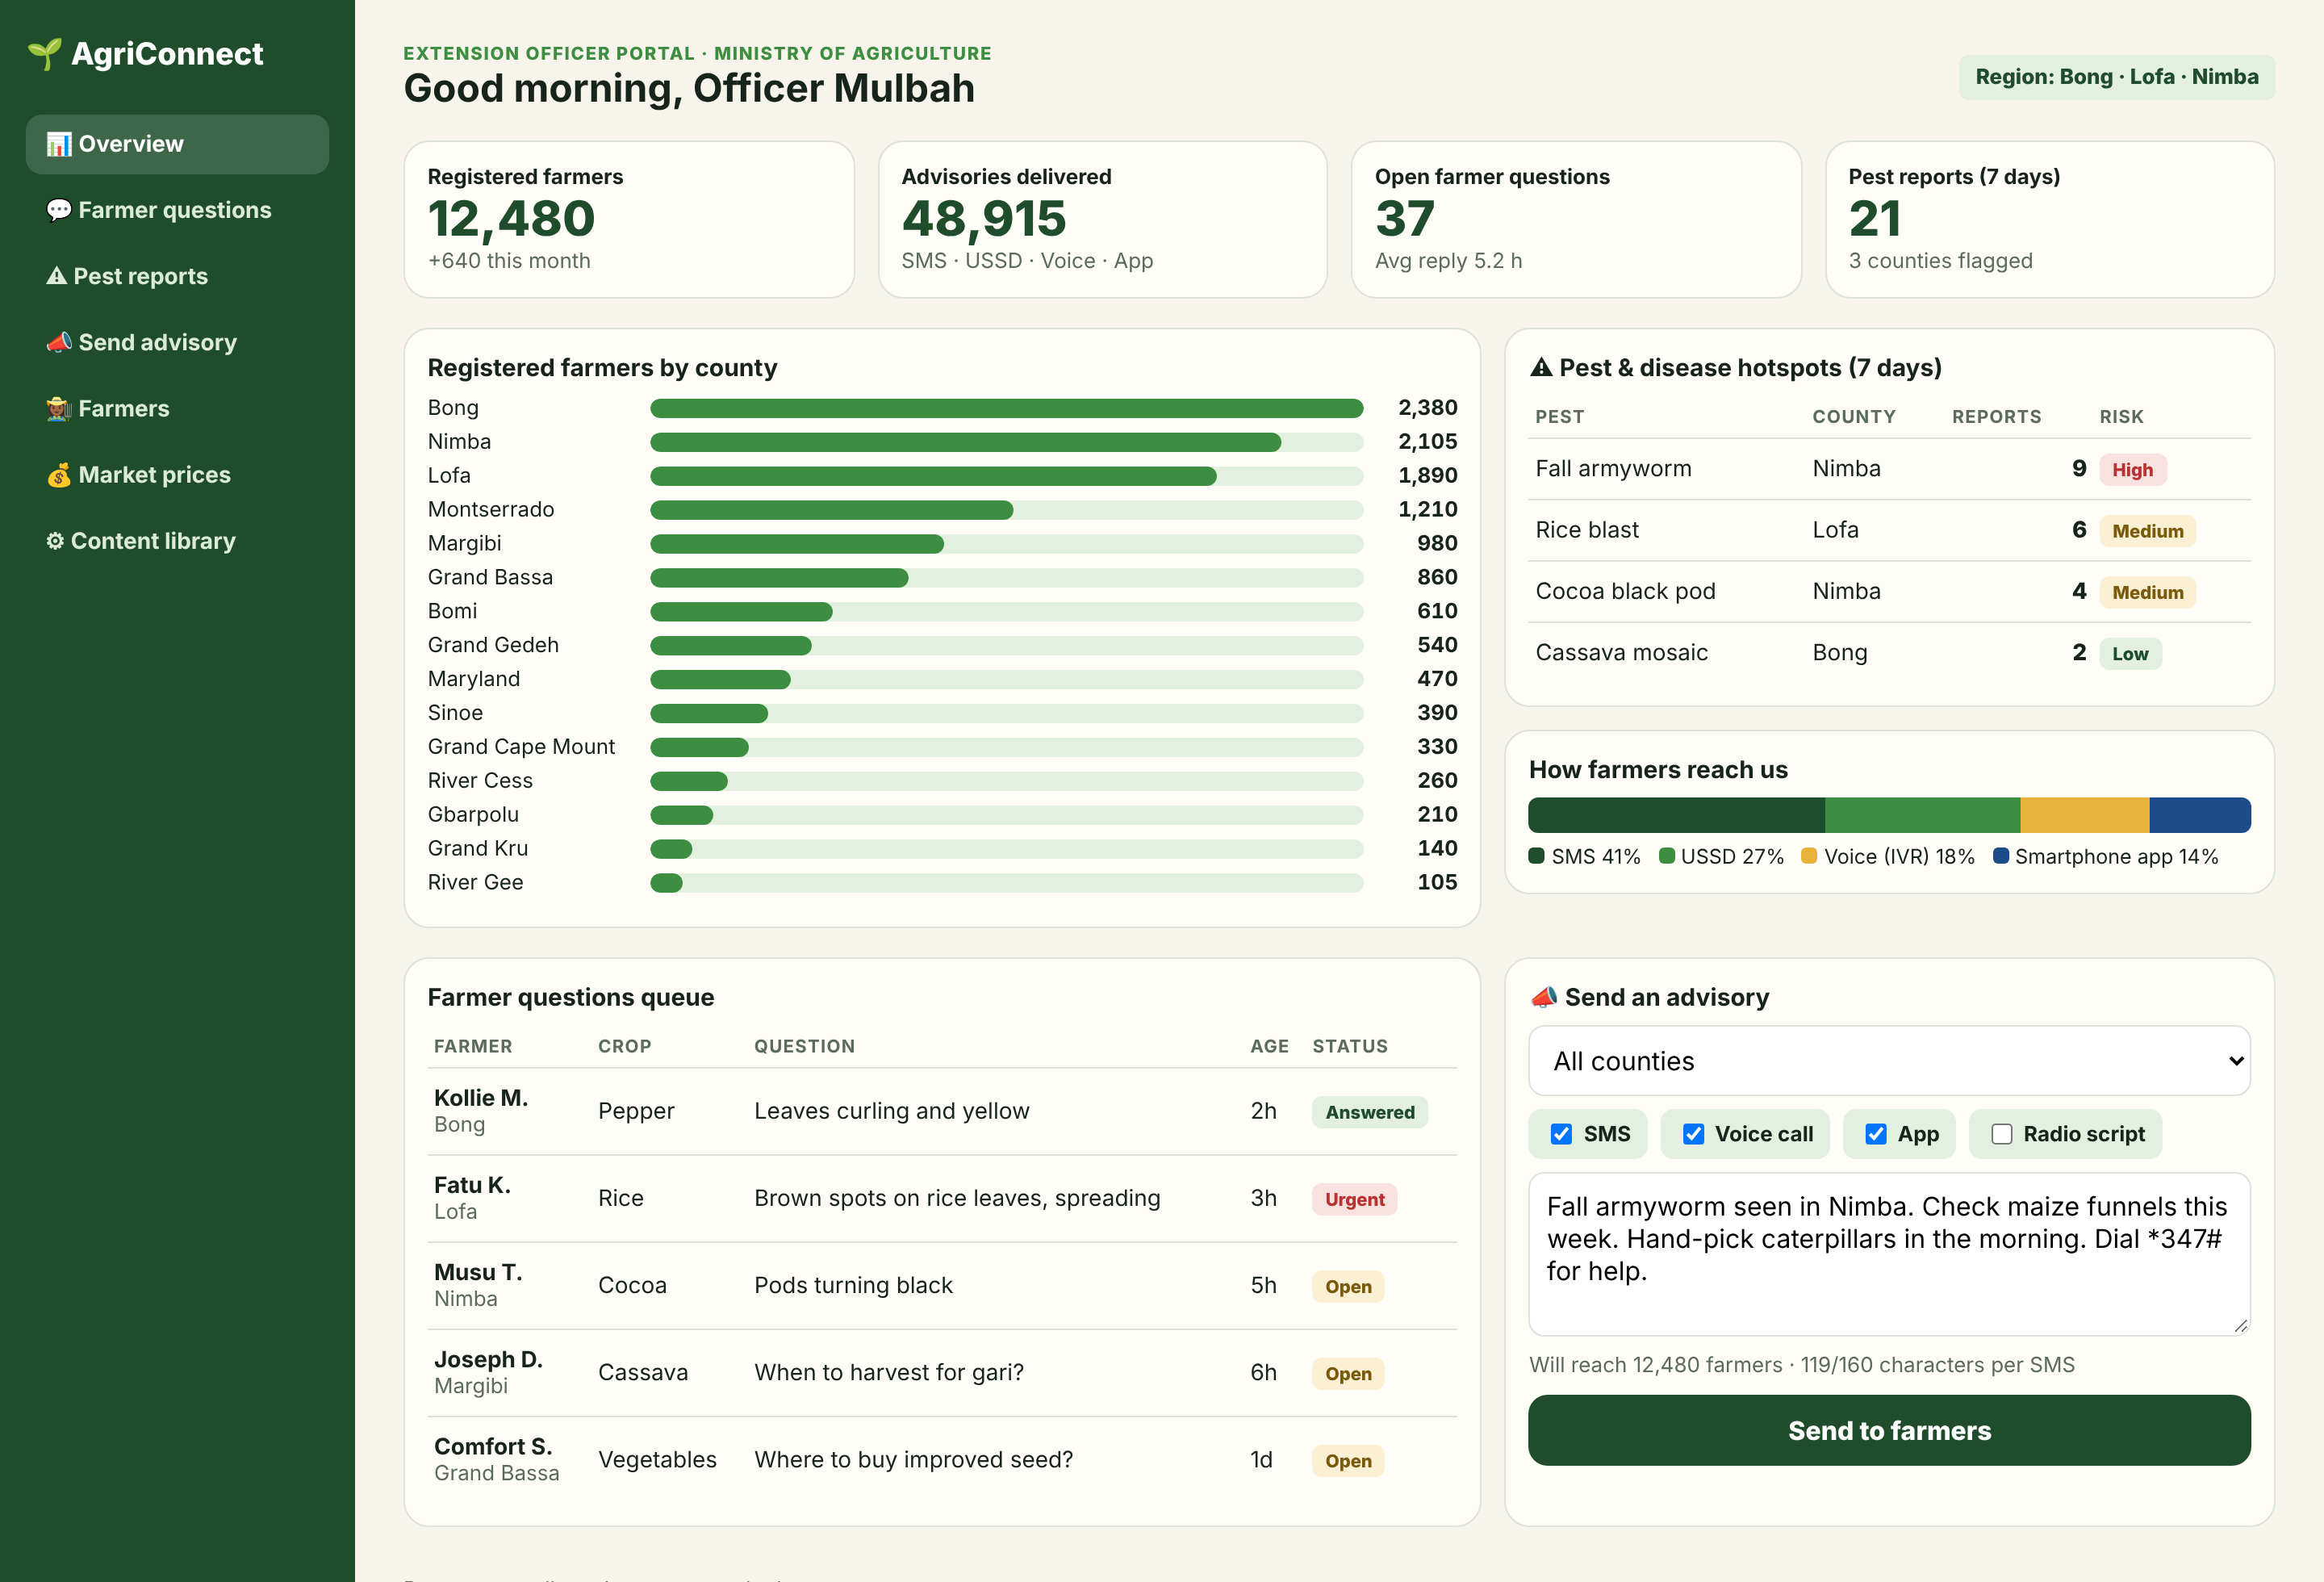 AgriConnect
Overview
Farmer questions
Pest reports
Send advisory
Farmers
Market prices
Content library
EXTENSION OFFICER PORTAL · MINISTRY OF AGRICULTURE
Good morning, Officer Mulbah
Region: Bong · Lofa · Nimba
Registered farmers
12,480
+640 this month
Advisories delivered
48,915
SMS · USSD · Voice · App
Open farmer questions
37
Avg reply 5.2 h
Pest reports (7 days)
21
3 counties flagged
Registered farmers by county
Bong 2,380
Nimba 2,105
Lofa 1,890
Montserrado 1,210
Margibi 980
Grand Bassa 860
Bomi 610
Grand Gedeh 540
Maryland 470
Sinoe 390
Grand Cape Mount 330
River Cess 260
Gbarpolu 210
Grand Kru 140
River Gee 105
Pest & disease hotspots (7 days)
PEST COUNTY REPORTS RISK
Fall armyworm Nimba 9 High
Rice blast Lofa 6 Medium
Cocoa black pod Nimba 4 Medium
Cassava mosaic Bong 2 Low
How farmers reach us
SMS 41% USSD 27% Voice (IVR) 18% Smartphone app 14%
Farmer questions queue
FARMER CROP QUESTION AGE STATUS
Kollie M. Pepper Leaves curling and yellow 2h Answered
Bong
Fatu K. Rice Brown spots on rice leaves, spreading 3h Urgent
Lofa
Musu T. Cocoa Pods turning black 5h Open
Nimba
Joseph D. Cassava When to harvest for gari? 6h Open
Margibi
Comfort S. Vegetables Where to buy improved seed? 1d Open
Grand Bassa
Send an advisory
All counties
SMS Voice call App Radio script
Fall armyworm seen in Nimba. Check maize funnels this
week. Hand-pick caterpillars in the morning. Dial *347#
for help.
Will reach 12,480 farmers · 119/160 characters per SMS
Send to farmers